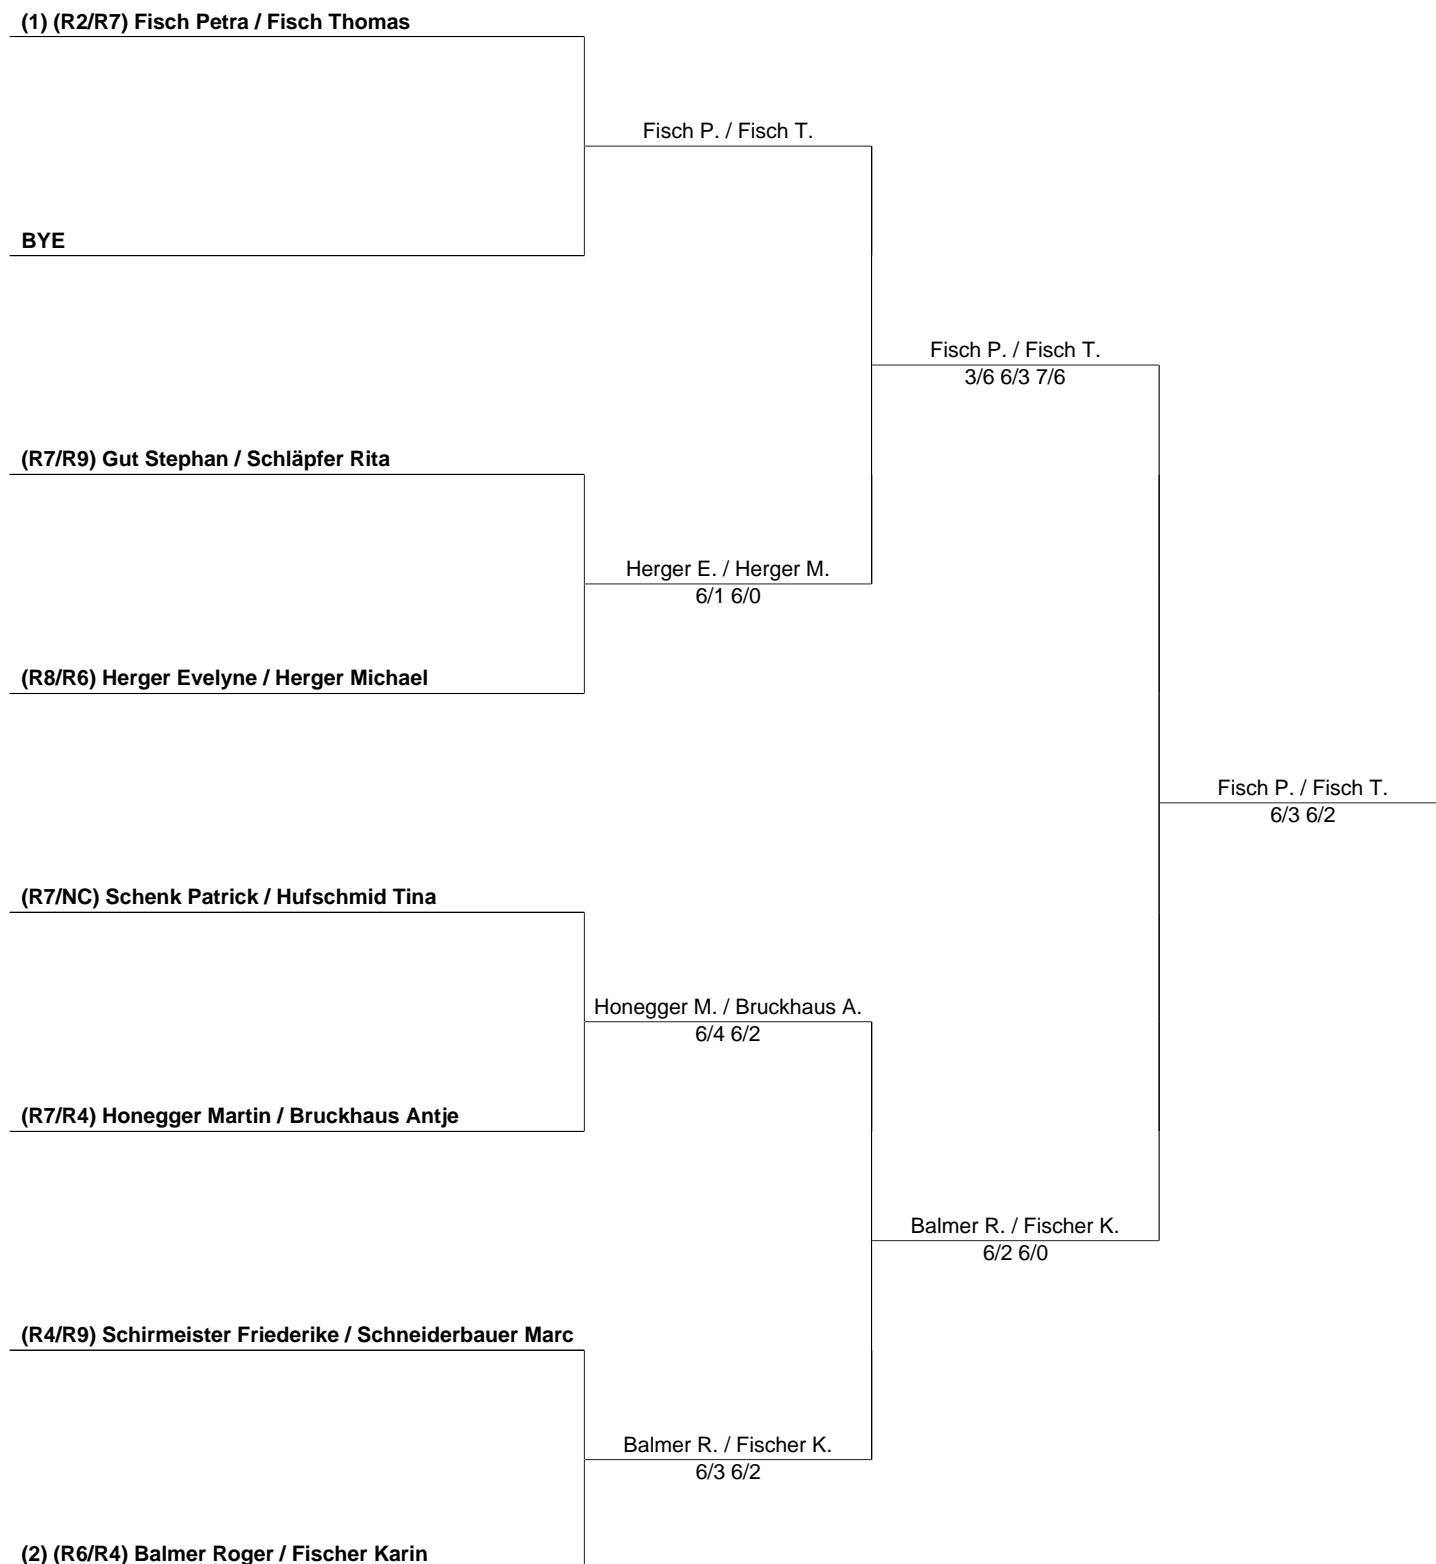 (1) (R2/R7) Fisch Petra / Fisch Thomas
Fisch P. / Fisch T.
BYE
Fisch P. / Fisch T.
3/6 6/3 7/6
(R7/R9) Gut Stephan / Schläpfer Rita
Herger E. / Herger M.
6/1 6/0
(R8/R6) Herger Evelyne / Herger Michael
Fisch P. / Fisch T.
6/3 6/2
(R7/NC) Schenk Patrick / Hufschmid Tina
Honegger M. / Bruckhaus A.
6/4 6/2
(R7/R4) Honegger Martin / Bruckhaus Antje
Balmer R. / Fischer K.
6/2 6/0
(R4/R9) Schirmeister Friederike / Schneiderbauer Marc
Balmer R. / Fischer K.
6/3 6/2
(2) (R6/R4) Balmer Roger / Fischer Karin